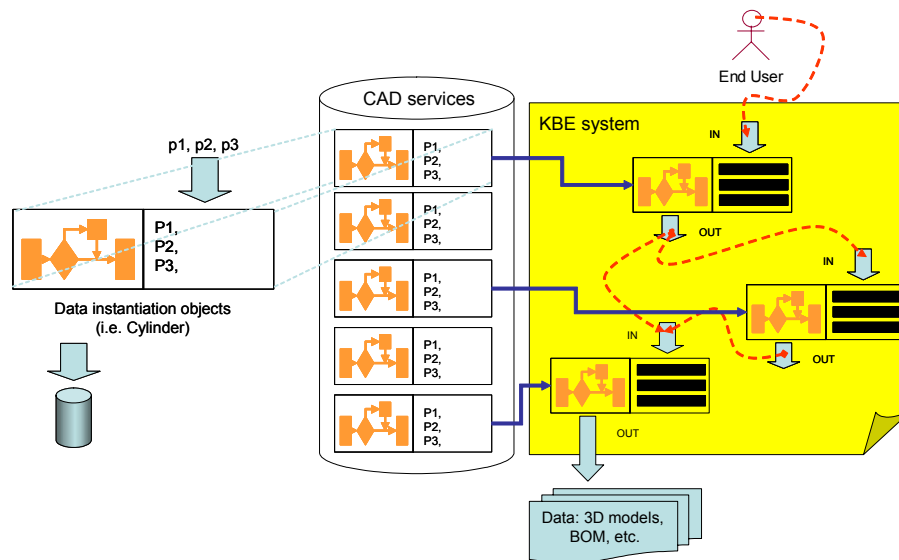 End User
CAD services
KBE system
p1, p2, p3
IN
P1,
P2,
P3,
OUT
P1,
P2,
P3,
P1,
P2,
P3,
IN
Data instantiation objects
(i.e. Cylinder)
P1,
P2,
P3,
IN
OUT
P1,
P2,
P3,
P1,
P2,
P3,
OUT
Data: 3D models,
BOM, etc.